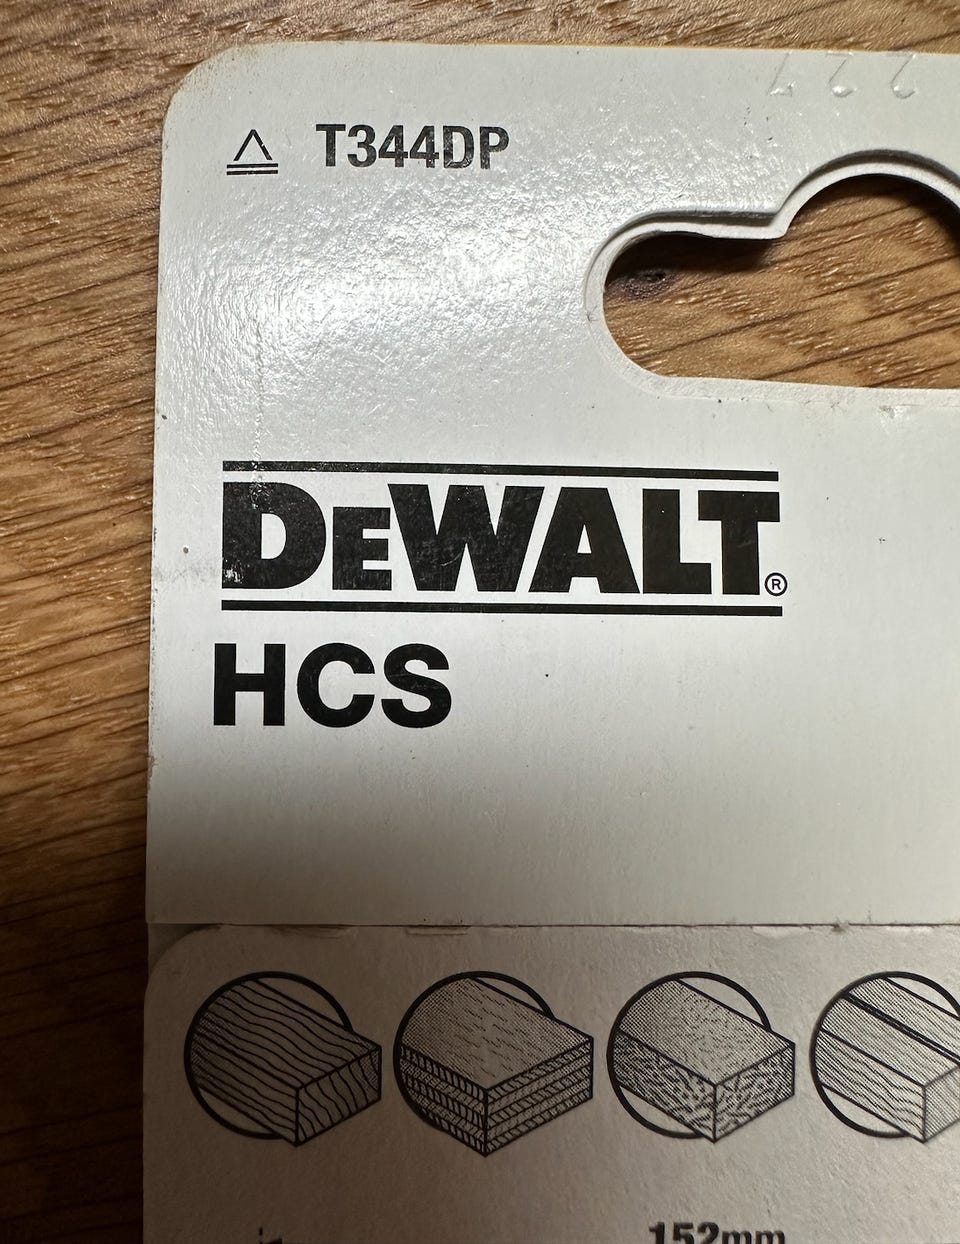 T344DP
DEWALT®
HCS
152mm